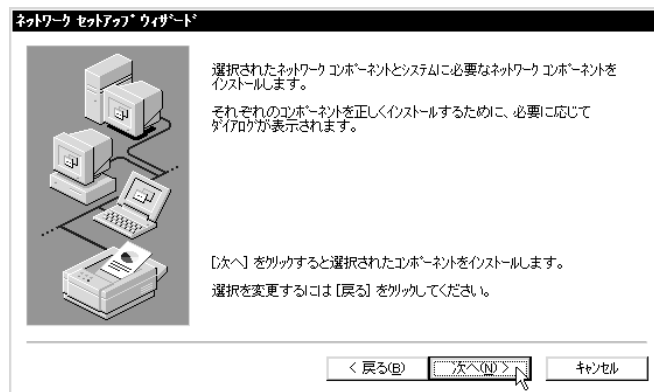 ﾈｯﾄﾜｰｸ ｾｯﾄｱｯﾌﾟ ｳｨｻﾞｰﾄﾞ
選択されたﾈｯﾄﾜｰｸ ｺﾝﾎﾟｰﾈﾝﾄとｼｽﾃﾑに必要なﾈｯﾄﾜｰｸ ｺﾝﾎﾟｰﾈﾝﾄを
ｲﾝｽﾄｰﾙします。
それぞれのｺﾝﾎﾟｰﾈﾝﾄを正しくｲﾝｽﾄｰﾙするために、必要に応じて
ﾀﾞｲｱﾛｸﾞが表示されます。
[次へ] をｸﾘｯｸすると選択されたｺﾝﾎﾟｰﾈﾝﾄをｲﾝｽﾄｰﾙします。
選択を変更するには [戻る] をｸﾘｯｸしてください。
< 戻る(B) 次へ(N) > ｷｬﾝｾﾙ